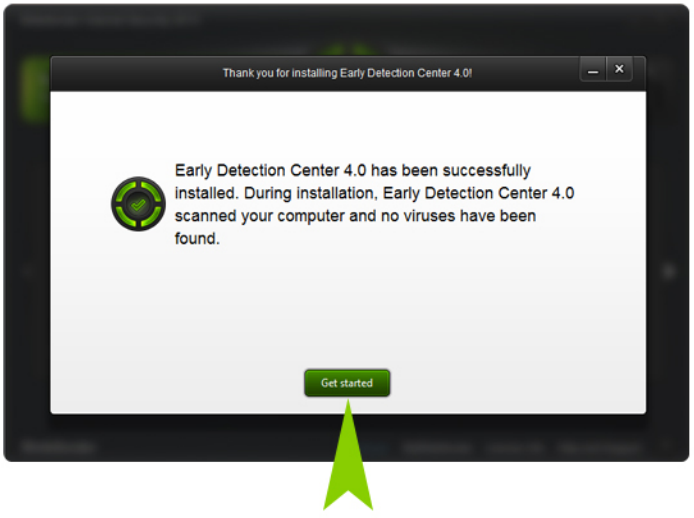 Thank you for installing Early Detection Center 4.0!
Early Detection Center 4.0 has been successfully
installed. During installation, Early Detection Center 4.0
scanned your computer and no viruses have been
found.
Get started